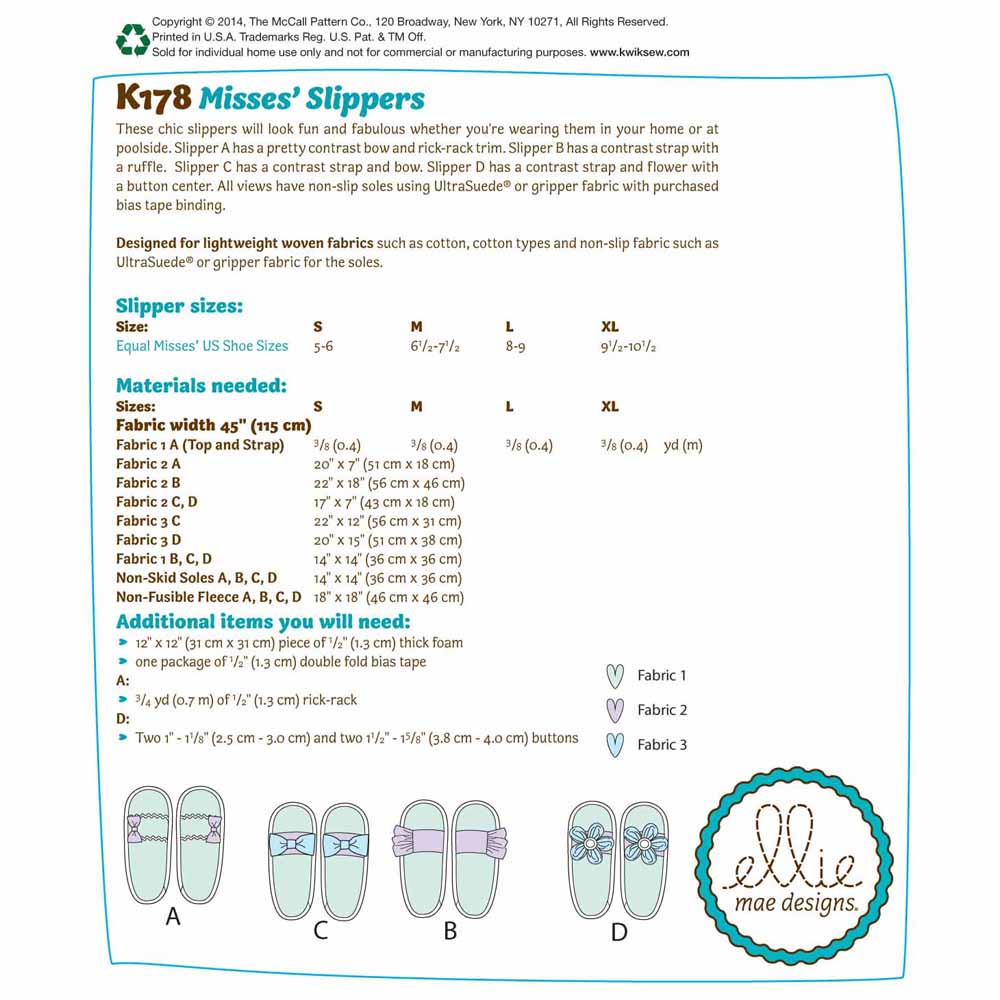 Copyright © 2014, The McCall Pattern Co., 120 Broadway, New York, NY 10271, All Rights Reserved.
Printed in U.S.A. Trademarks Reg. U.S. Pat. & TM Off.
Sold for individual home use only and not for commercial or manufacturing purposes. www.kwiksew.com
K178 Misses' Slippers
These chic slippers will look fun and fabulous whether you're wearing them in your home or at
poolside. Slipper A has a pretty contrast bow and rick-rack trim. Slipper B has a contrast strap with
a ruffle. Slipper C has a contrast strap and bow. Slipper D has a contrast strap and flower with
a button center. All views have non-slip soles using UltraSuede® or gripper fabric with purchased
bias tape binding.
Designed for lightweight woven fabrics such as cotton, cotton types and non-slip fabric such as
UltraSuede® or gripper fabric for the soles.
Slipper sizes:
Size: S M L XL
Equal Misses' US Shoe Sizes 5-6 6 1/2-7 1/2 8-9 9 1/2-10 1/2
Materials needed:
Sizes: S M L XL
Fabric width 45" (115 cm)
Fabric 1 A (Top and Strap) 3/8 (0.4) 3/8 (0.4) 3/8 (0.4) 3/8 (0.4) yd (m)
Fabric 2 A 20" x 7" (51 cm x 18 cm)
Fabric 2 B 22" x 18" (56 cm x 46 cm)
Fabric 2 C, D 17" x 7" (43 cm x 18 cm)
Fabric 3 C 22" x 12" (56 cm x 31 cm)
Fabric 3 D 20" x 15" (51 cm x 38 cm)
Fabric 1 B, C, D 14" x 14" (36 cm x 36 cm)
Non-Skid Soles A, B, C, D 14" x 14" (36 cm x 36 cm)
Non-Fusible Fleece A, B, C, D 18" x 18" (46 cm x 46 cm)
Additional items you will need:
12" x 12" (31 cm x 31 cm) piece of 1/2" (1.3 cm) thick foam
one package of 1/2" (1.3 cm) double fold bias tape
A:
3/4 yd (0.7 m) of 1/2" (1.3 cm) rick-rack
D:
Two 1" - 1 1/8" (2.5 cm - 3.0 cm) and two 1 1/2" - 1 5/8" (3.8 cm - 4.0 cm) buttons
Fabric 1
Fabric 2
Fabric 3
A
C
B
D
ellie
mae designs®